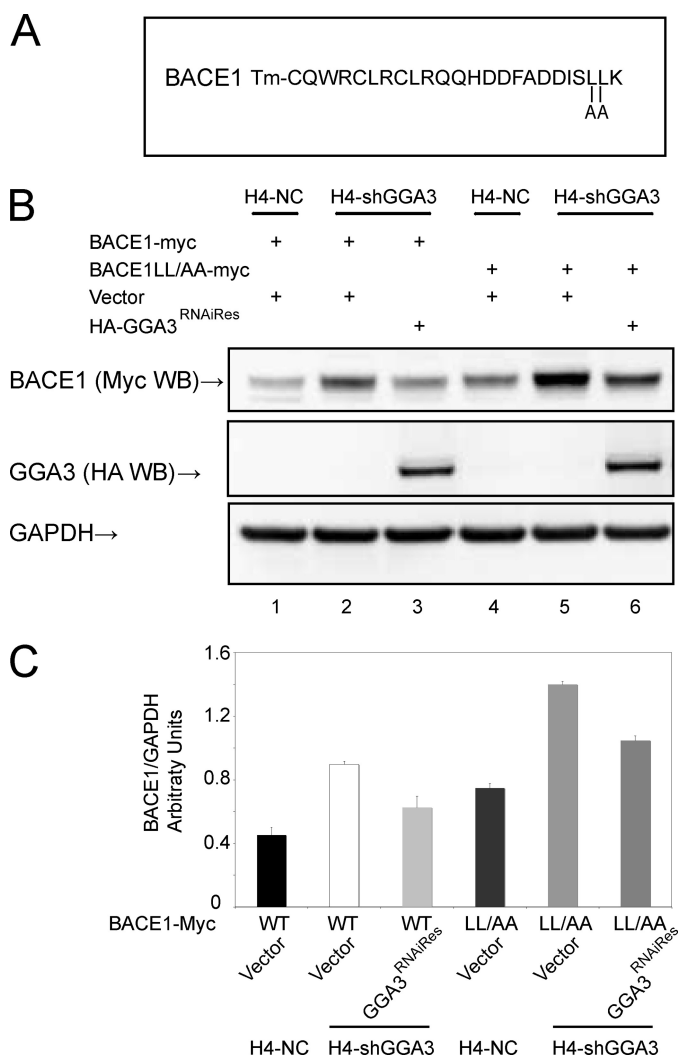 A
BACE1 Tm-CQWRCLRCLRQQHDDFADDISLLK
AA
B
H4-NC H4-shGGA3 H4-NC H4-shGGA3
BACE1-myc + + +
BACE1LL/AA-myc + + +
Vector + + + +
HA-GGA3RNAiRes + +
BACE1 (Myc WB)→
GGA3 (HA WB)→
GAPDH→
1 2 3 4 5 6
C
BACE1/GAPDH
Arbitraty Units
1.6
1.2
0.8
0.4
0
BACE1-Myc WT WT WT LL/AA LL/AA LL/AA
Vector Vector GGA3RNAiRes Vector Vector GGA3RNAiRes
H4-NC H4-shGGA3 H4-NC H4-shGGA3